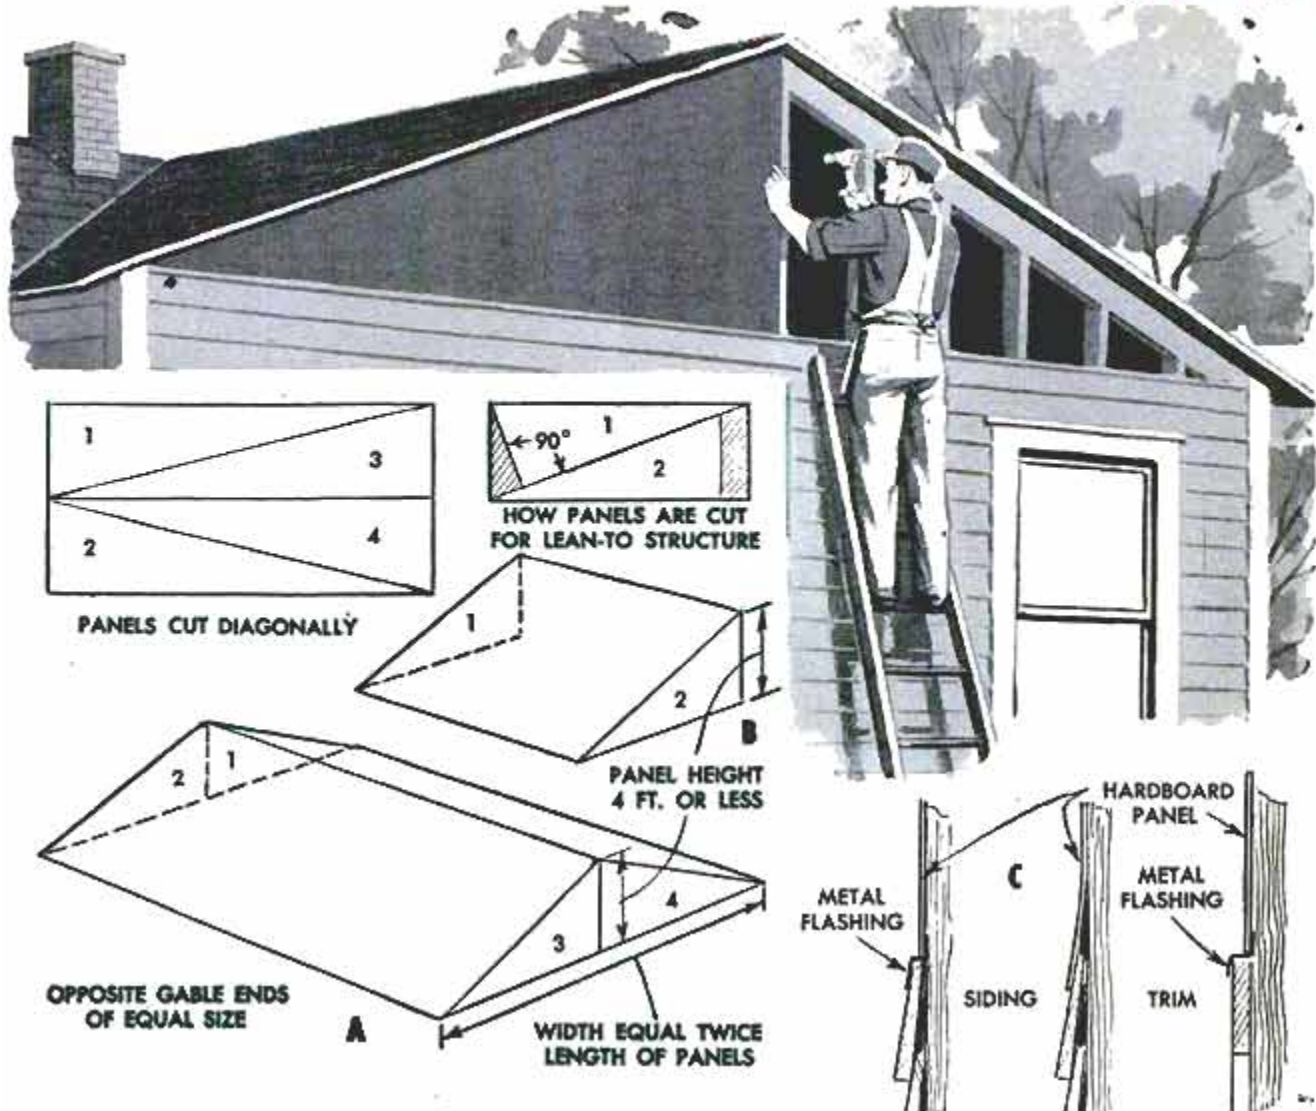 1
3
2
4
PANELS CUT DIAGONALLY
90°
1
2
HOW PANELS ARE CUT
FOR LEAN-TO STRUCTURE
1
2
B
PANEL HEIGHT
4 FT. OR LESS
2
1
3
4
OPPOSITE GABLE ENDS
OF EQUAL SIZE
A
WIDTH EQUAL TWICE
LENGTH OF PANELS
HARDBOARD
PANEL
C
METAL
FLASHING
METAL
FLASHING
SIDING
TRIM